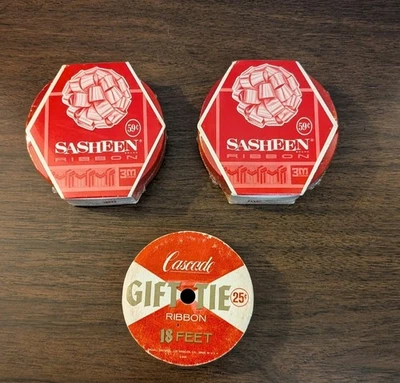 59¢
SASHEEN
RIBBON
3M
59¢
SASHEEN
RIBBON
3M
Cascade
GIFT-TIE
25¢
RIBBON
18 FEET